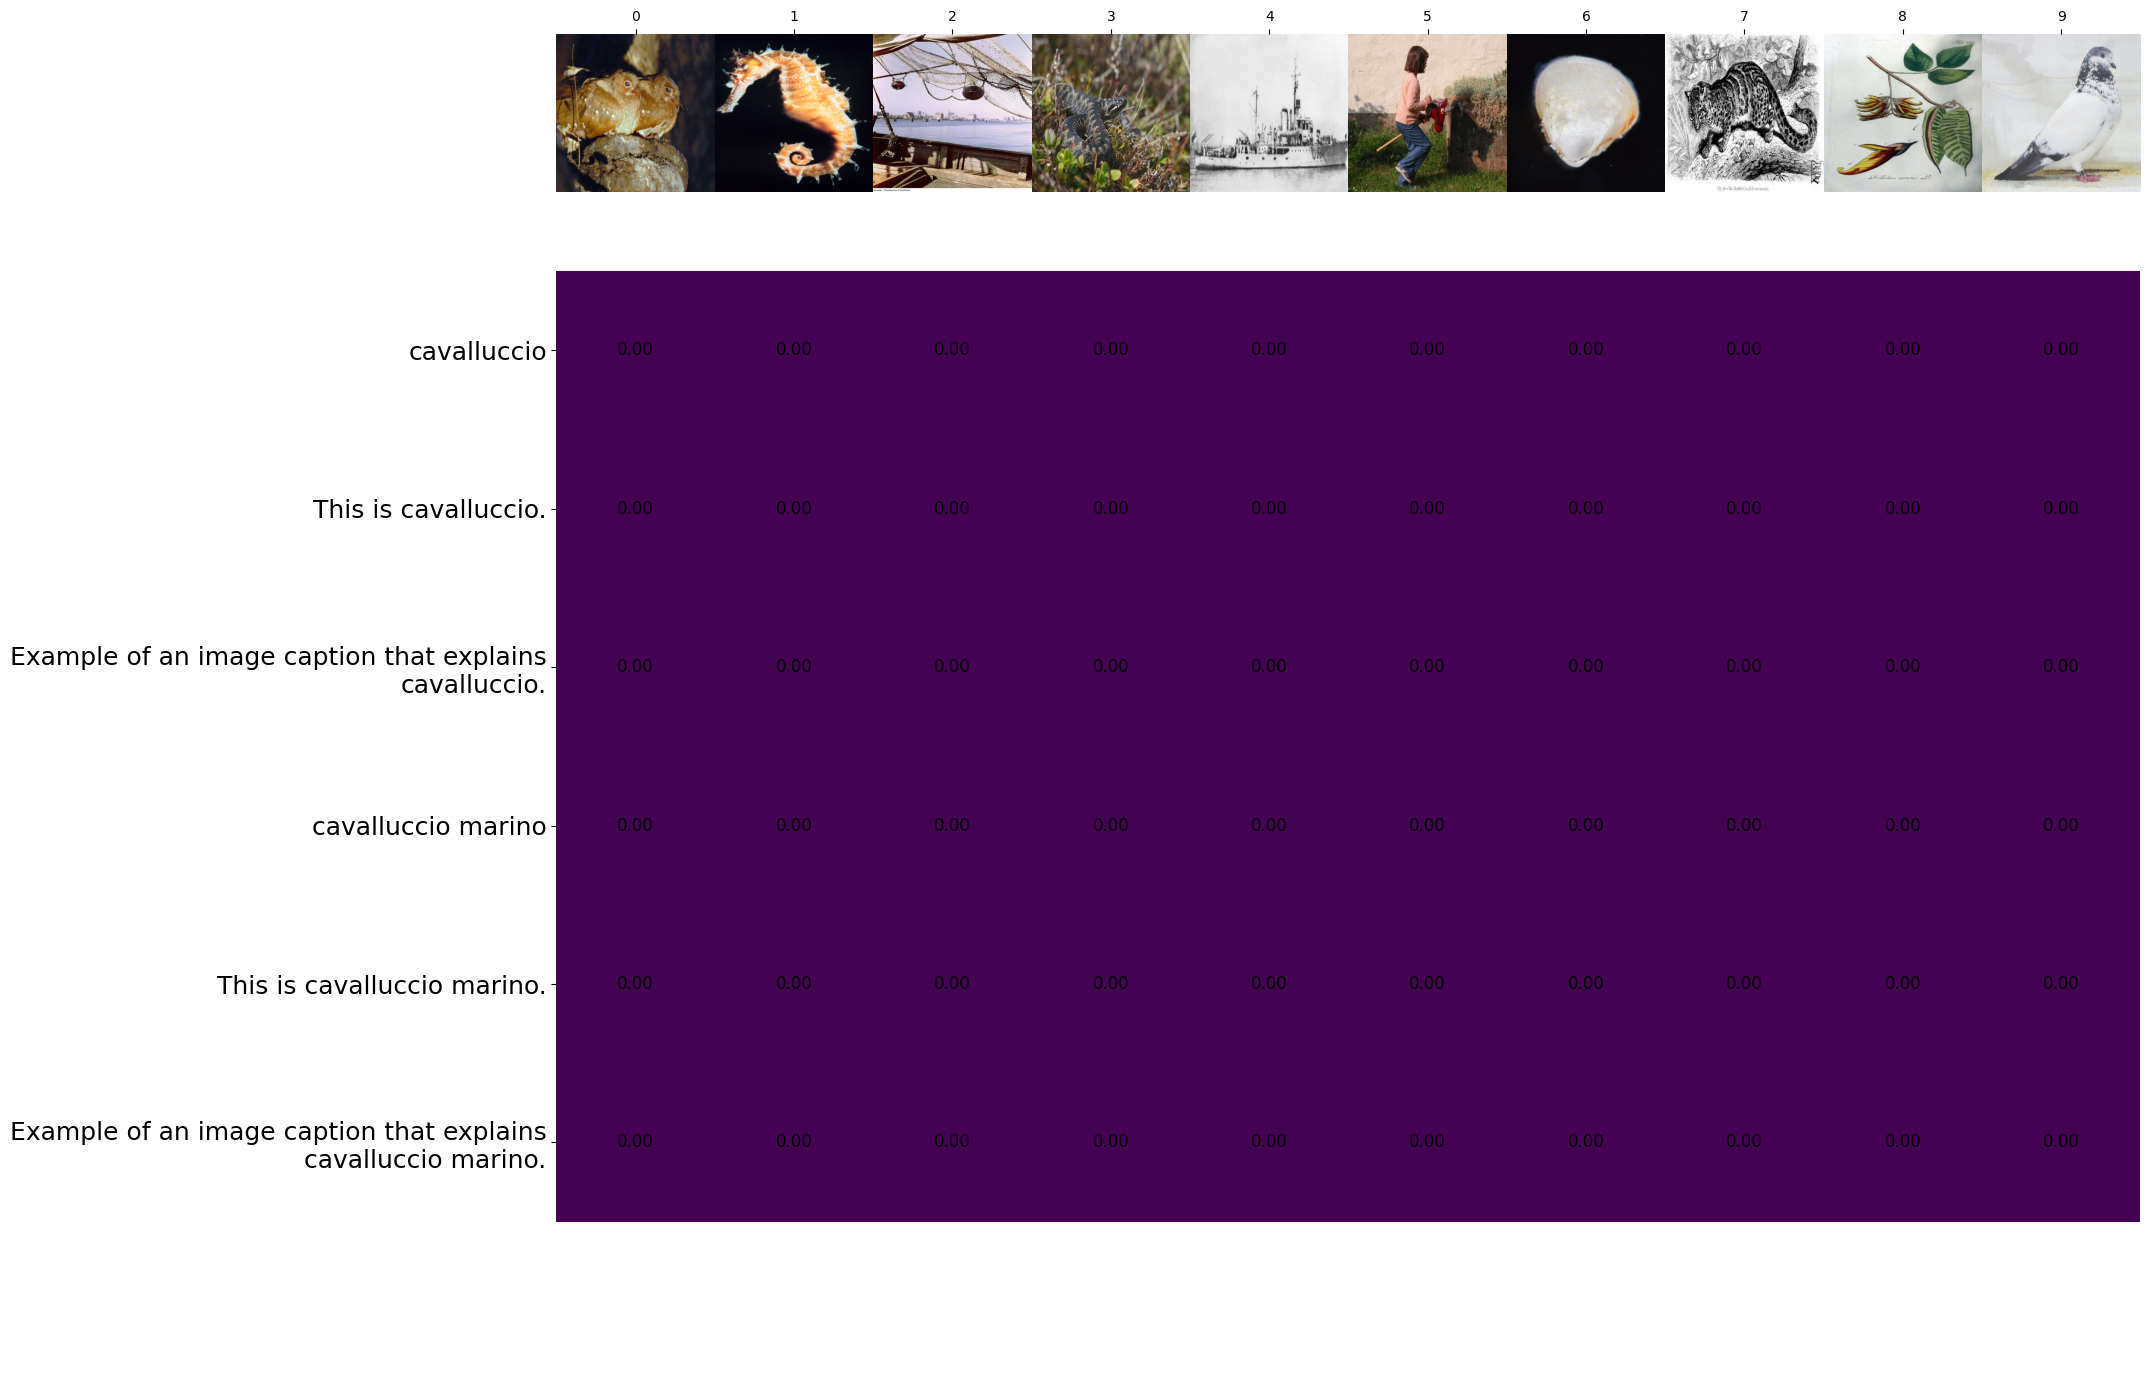 0 1 2 3 4 5 6 7 8 9
cavalluccio 0.00 0.00 0.00 0.00 0.00 0.00 0.00 0.00 0.00 0.00
This is cavalluccio. 0.00 0.00 0.00 0.00 0.00 0.00 0.00 0.00 0.00 0.00
Example of an image caption that explains
cavalluccio. 0.00 0.00 0.00 0.00 0.00 0.00 0.00 0.00 0.00 0.00
cavalluccio marino 0.00 0.00 0.00 0.00 0.00 0.00 0.00 0.00 0.00 0.00
This is cavalluccio marino. 0.00 0.00 0.00 0.00 0.00 0.00 0.00 0.00 0.00 0.00
Example of an image caption that explains
cavalluccio marino. 0.00 0.00 0.00 0.00 0.00 0.00 0.00 0.00 0.00 0.00